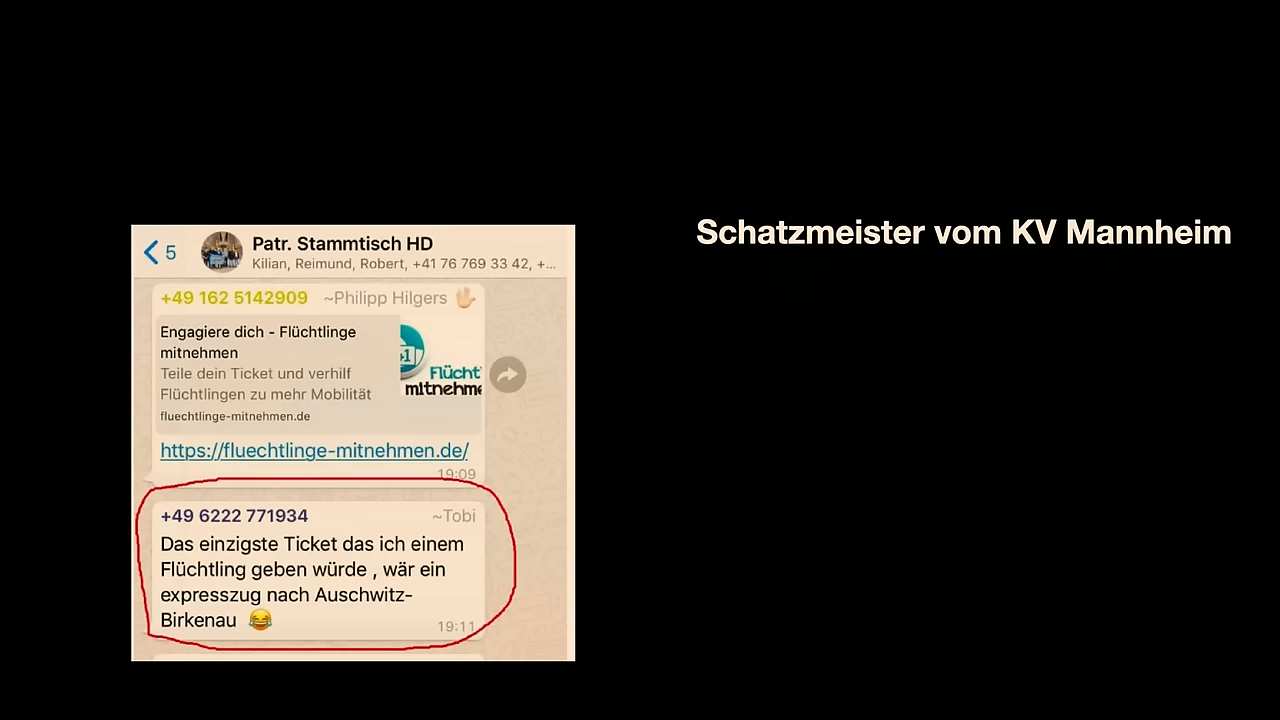 Schatzmeister vom KV Mannheim
5
Patr. Stammtisch HD
Kilian, Reimund, Robert, +41 76 769 33 42, +...
+49 162 5142909 ~Philipp Hilgers 🖖🏼
Engagiere dich - Flüchtlinge
mitnehmen
Teile dein Ticket und verhilf
Flüchtlingen zu mehr Mobilität
fluechtlinge-mitnehmen.de
+1
Flücht
mitnehme
https://fluechtlinge-mitnehmen.de/
19:09
+49 6222 771934 ~Tobi
Das einzigste Ticket das ich einem
Flüchtling geben würde , wär ein
expresszug nach Auschwitz-
Birkenau 😂
19:11